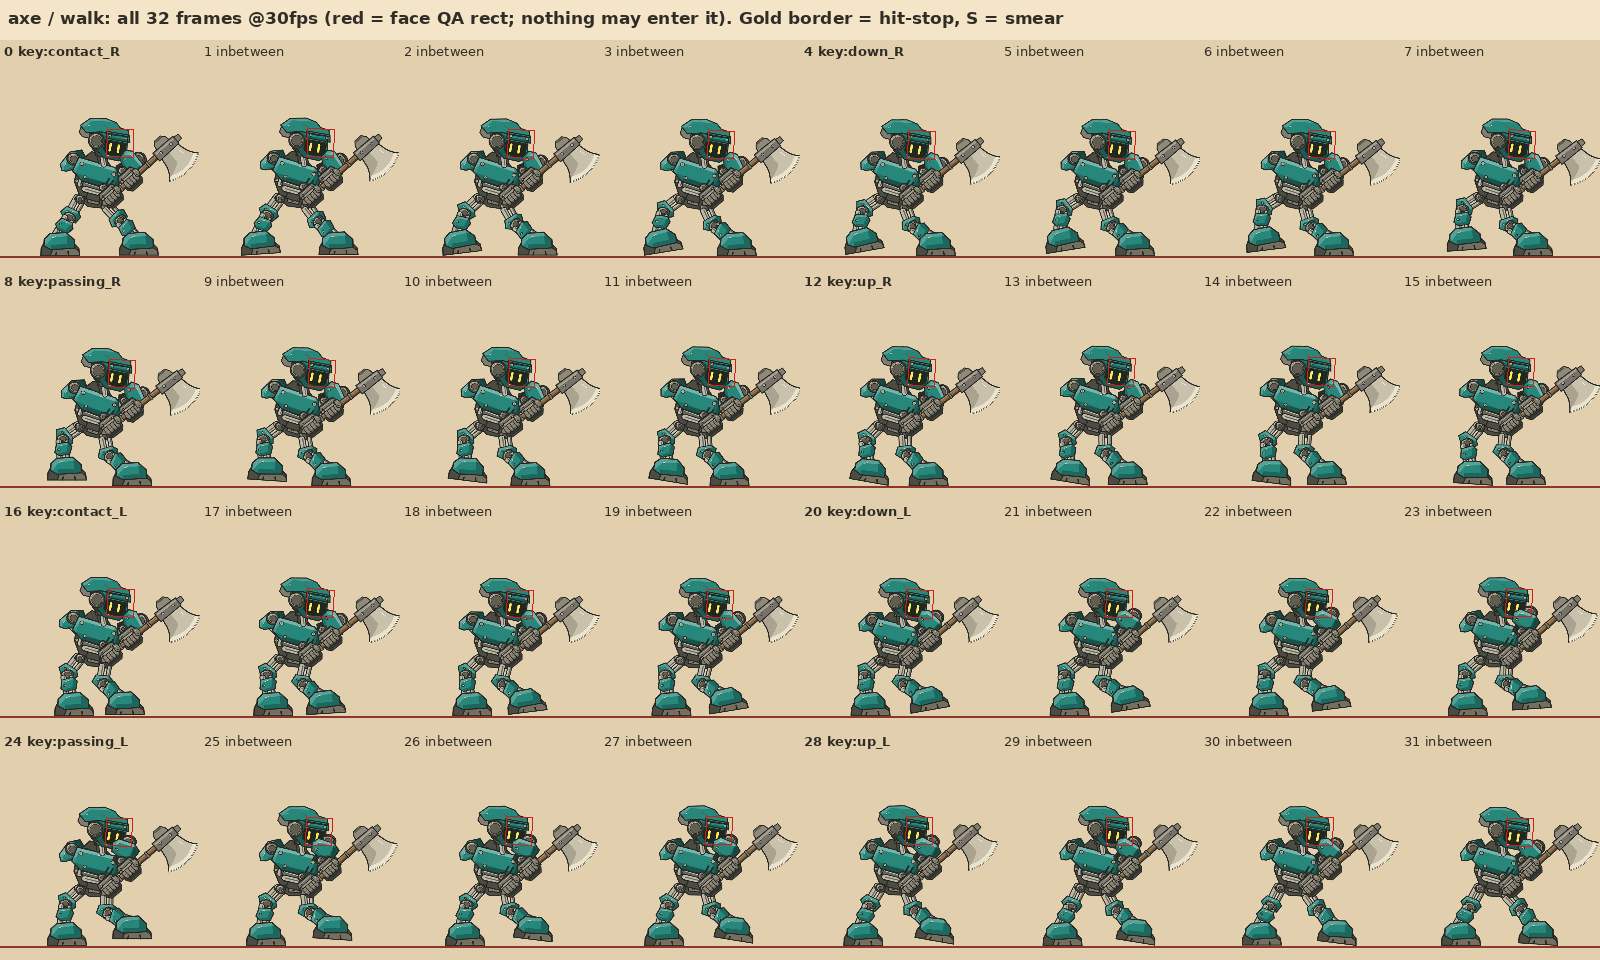 axe / walk: all 32 frames @30fps (red = face QA rect; nothing may enter it). Gold border = hit-stop, S = smear
0 key:contact_R 1 inbetween 2 inbetween 3 inbetween 4 key:down_R 5 inbetween 6 inbetween 7 inbetween
8 key:passing_R 9 inbetween 10 inbetween 11 inbetween 12 key:up_R 13 inbetween 14 inbetween 15 inbetween
16 key:contact_L 17 inbetween 18 inbetween 19 inbetween 20 key:down_L 21 inbetween 22 inbetween 23 inbetween
24 key:passing_L 25 inbetween 26 inbetween 27 inbetween 28 key:up_L 29 inbetween 30 inbetween 31 inbetween